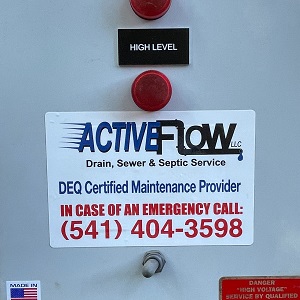 HIGH LEVEL
ACTIVEFLOW LLC
Drain, Sewer & Septic Service
DEQ Certified Maintenance Provider
IN CASE OF AN EMERGENCY CALL:
(541) 404-3598
MADE IN
DANGER
"HIGH VOLTAGE"
SERVICE BY QUALIFIED